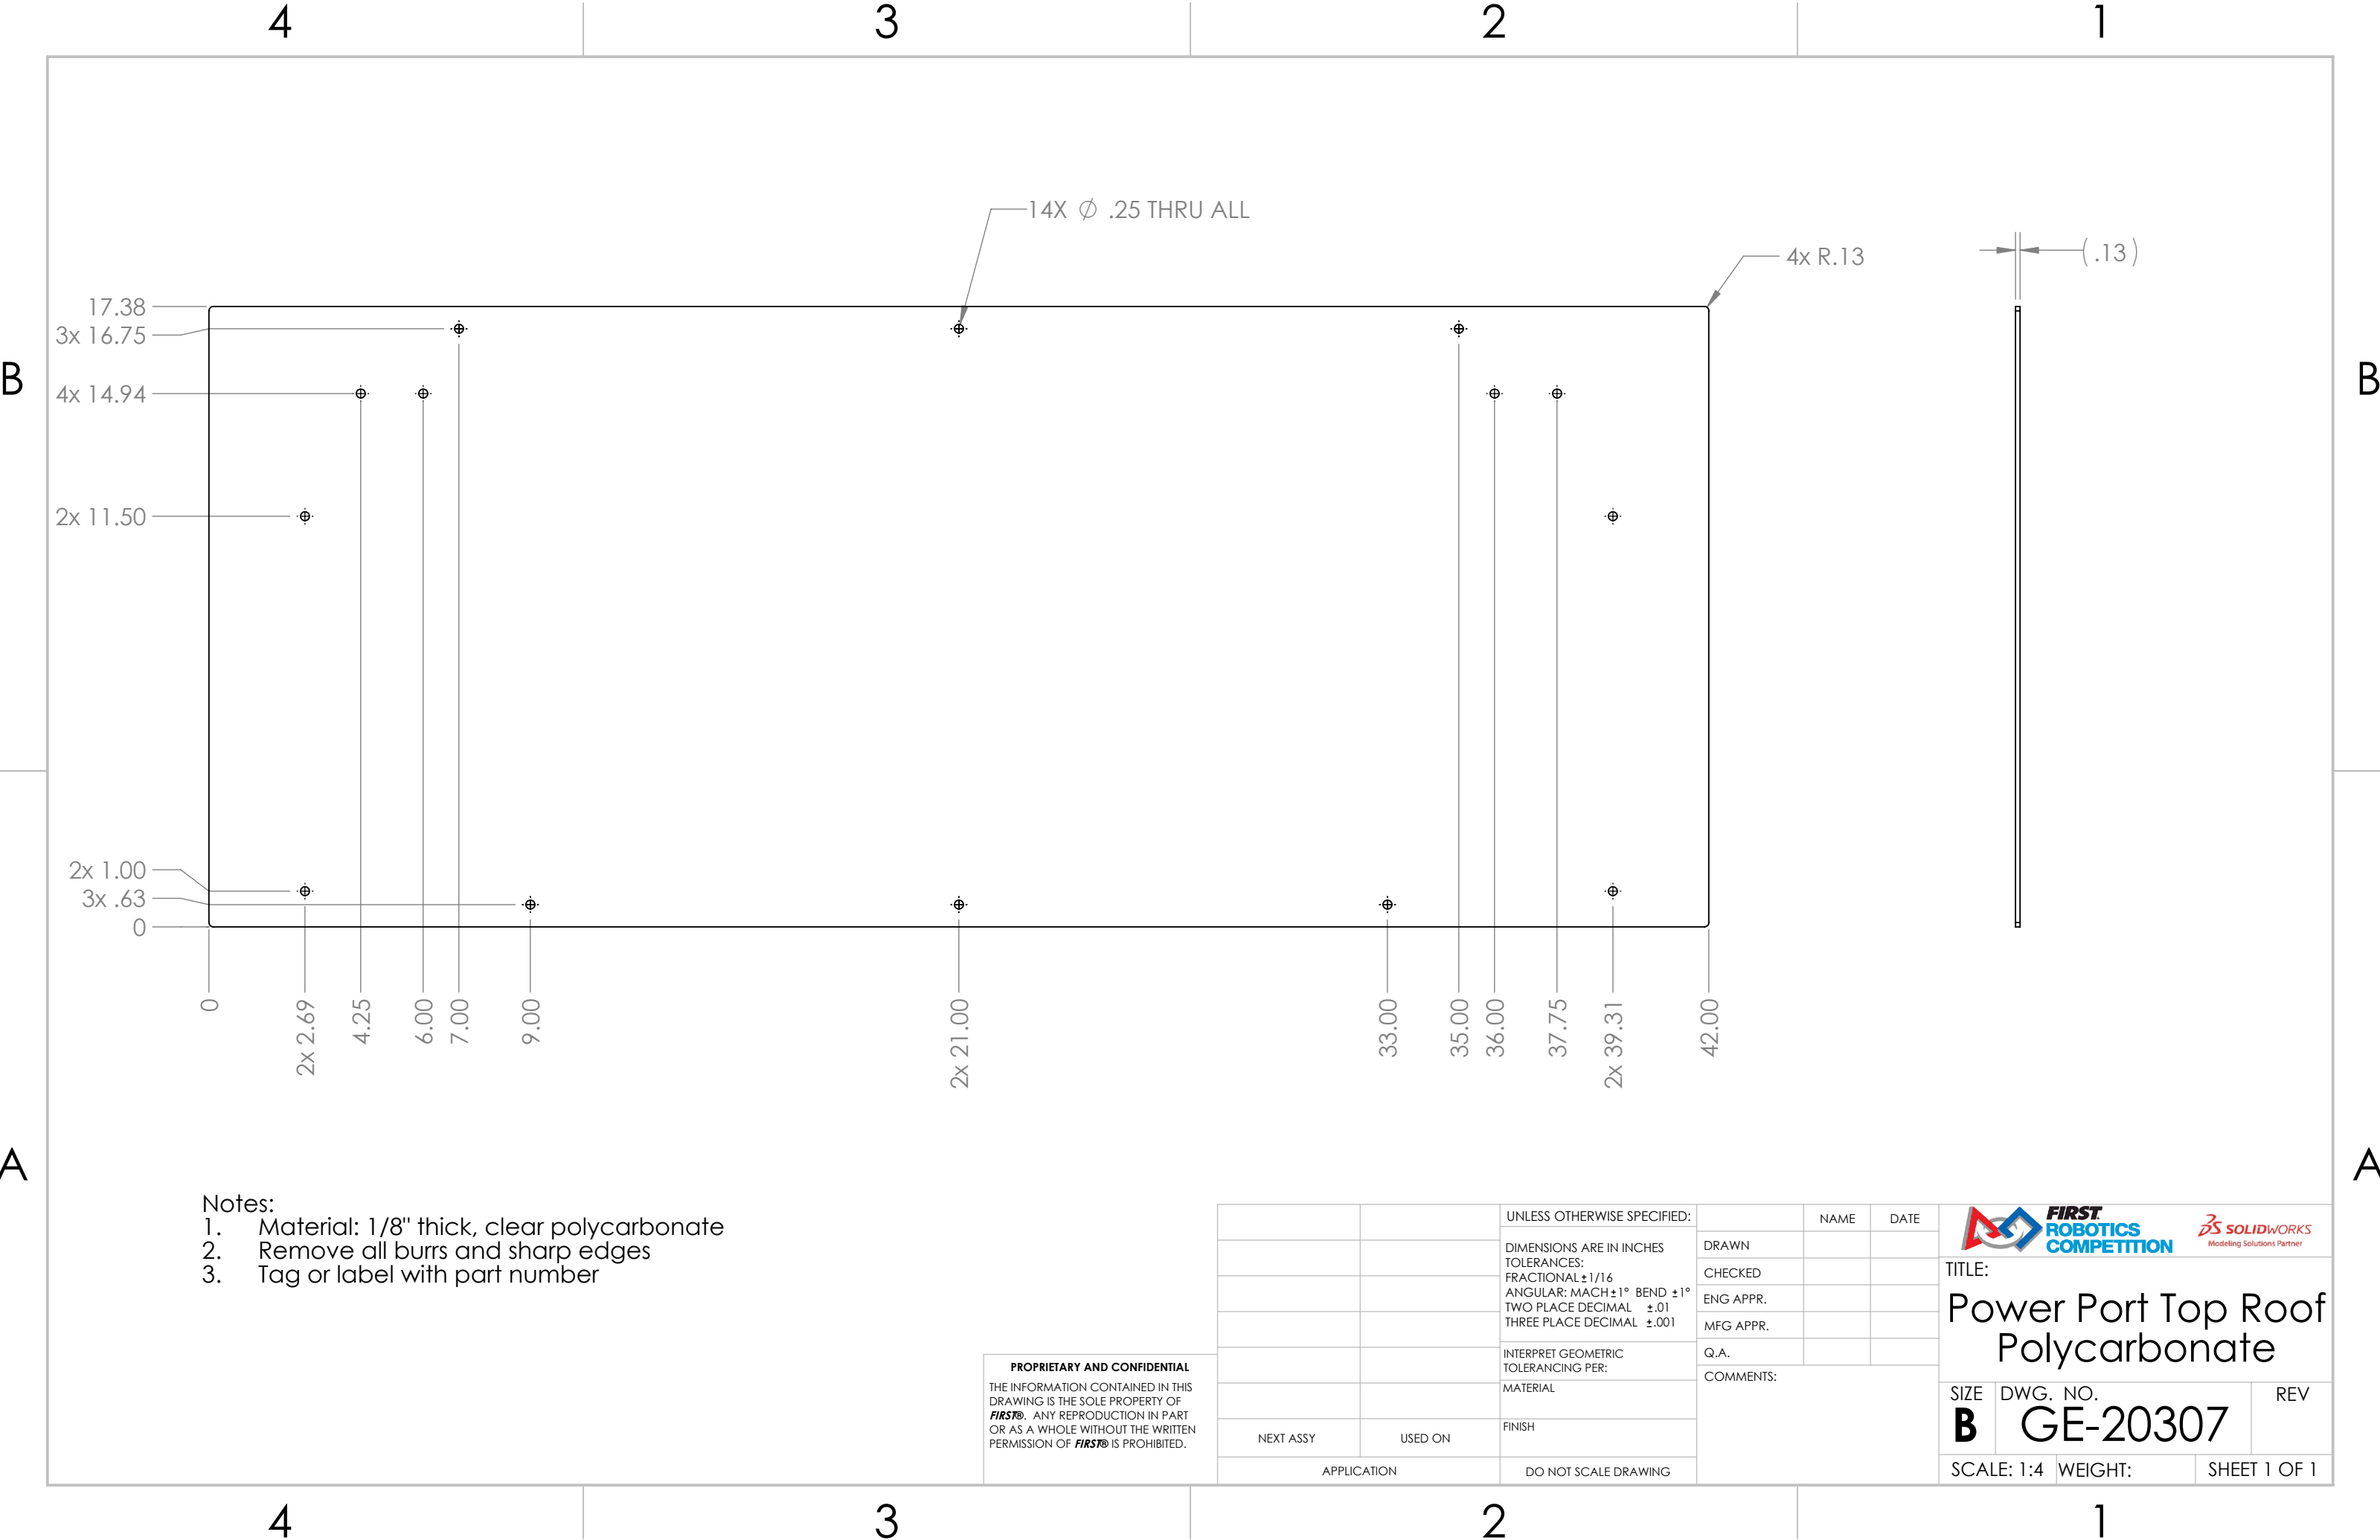 4
3
2
1
B
B
14X ∅ .25 THRU ALL
4x R.13
(.13)
17.38
3x 16.75
4x 14.94
2x 11.50
2x 1.00
3x .63
0
0
2x 2.69
4.25
6.00
7.00
9.00
2x 21.00
33.00
35.00
36.00
37.75
2x 39.31
42.00
A
A
Notes:
1. Material: 1/8" thick, clear polycarbonate
2. Remove all burrs and sharp edges
3. Tag or label with part number
PROPRIETARY AND CONFIDENTIAL
THE INFORMATION CONTAINED IN THIS
DRAWING IS THE SOLE PROPERTY OF
FIRST®. ANY REPRODUCTION IN PART
OR AS A WHOLE WITHOUT THE WRITTEN
PERMISSION OF FIRST® IS PROHIBITED.
NEXT ASSY
USED ON
APPLICATION
UNLESS OTHERWISE SPECIFIED:
DIMENSIONS ARE IN INCHES
TOLERANCES:
FRACTIONAL ±1/16
ANGULAR: MACH ±1° BEND ±1°
TWO PLACE DECIMAL ±.01
THREE PLACE DECIMAL ±.001
INTERPRET GEOMETRIC
TOLERANCING PER:
MATERIAL
FINISH
DO NOT SCALE DRAWING
NAME
DATE
DRAWN
CHECKED
ENG APPR.
MFG APPR.
Q.A.
COMMENTS:
FIRST
ROBOTICS
COMPETITION
SOLIDWORKS
Modeling Solutions Partner
TITLE:
Power Port Top Roof
Polycarbonate
SIZE
B
DWG. NO.
GE-20307
REV
SCALE: 1:4
WEIGHT:
SHEET 1 OF 1
4
3
2
1